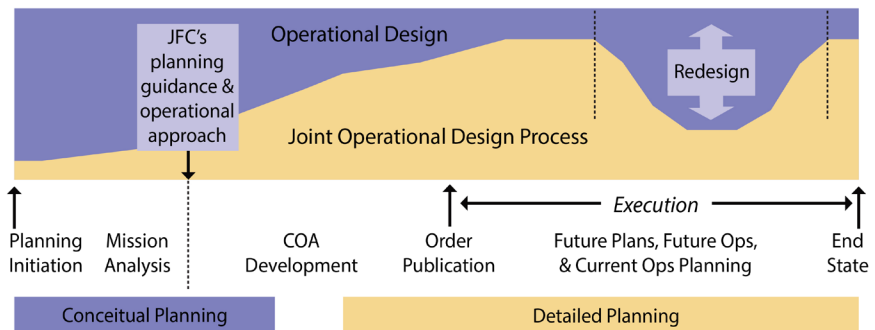 JFC's
planning
guidance &
operational
approach
Operational Design
Redesign
Joint Operational Design Process
Execution
Planning
Initiation
Mission
Analysis
COA
Development
Order
Publication
Future Plans, Future Ops,
& Current Ops Planning
End
State
Conceitual Planning
Detailed Planning